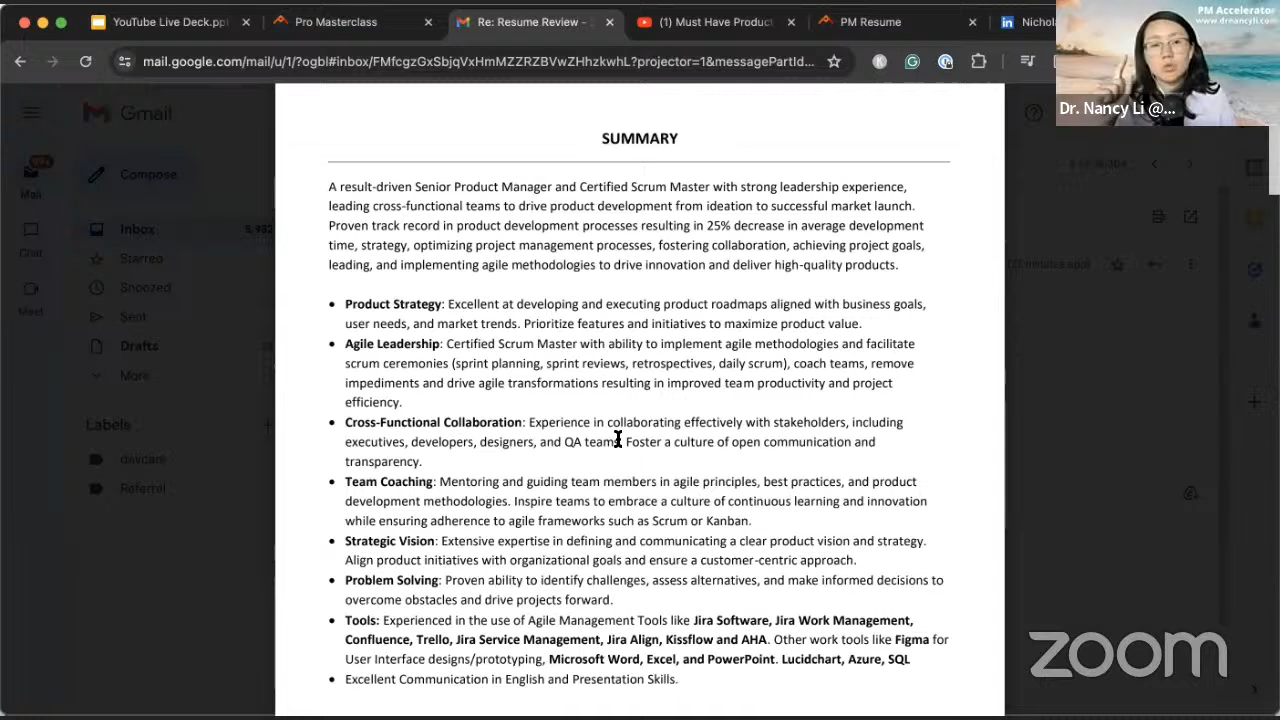 YouTube Live Deck.ppt
Pro Masterclass
Re: Resume Review -
(1) Must Have Product
PM Resume
Nichola
mail.google.com/mail/u/1/?ogbl#inbox/FMfcgzGxSbjqVxHmMZZRZBVwZHhzkwhL?projector=1&messagePartId...
PM Accelerator
www.drnancyli.co
Dr. Nancy Li @...
Gmail
Compose
Mail
Inbox
Starred
Chat
Snoozed
Meet
Sent
Drafts
More
Labels
daycare
Referral
SUMMARY
A result-driven Senior Product Manager and Certified Scrum Master with strong leadership experience,
leading cross-functional teams to drive product development from ideation to successful market launch.
Proven track record in product development processes resulting in 25% decrease in average development
time, strategy, optimizing project management processes, fostering collaboration, achieving project goals,
leading, and implementing agile methodologies to drive innovation and deliver high-quality products.
• Product Strategy: Excellent at developing and executing product roadmaps aligned with business goals,
user needs, and market trends. Prioritize features and initiatives to maximize product value.
• Agile Leadership: Certified Scrum Master with ability to implement agile methodologies and facilitate
scrum ceremonies (sprint planning, sprint reviews, retrospectives, daily scrum), coach teams, remove
impediments and drive agile transformations resulting in improved team productivity and project
efficiency.
• Cross-Functional Collaboration: Experience in collaborating effectively with stakeholders, including
executives, developers, designers, and QA teams. Foster a culture of open communication and
transparency.
• Team Coaching: Mentoring and guiding team members in agile principles, best practices, and product
development methodologies. Inspire teams to embrace a culture of continuous learning and innovation
while ensuring adherence to agile frameworks such as Scrum or Kanban.
• Strategic Vision: Extensive expertise in defining and communicating a clear product vision and strategy.
Align product initiatives with organizational goals and ensure a customer-centric approach.
• Problem Solving: Proven ability to identify challenges, assess alternatives, and make informed decisions to
overcome obstacles and drive projects forward.
• Tools: Experienced in the use of Agile Management Tools like Jira Software, Jira Work Management,
Confluence, Trello, Jira Service Management, Jira Align, Kissflow and AHA. Other work tools like Figma for
User Interface designs/prototyping, Microsoft Word, Excel, and PowerPoint. Lucidchart, Azure, SQL
• Excellent Communication in English and Presentation Skills.
zoom